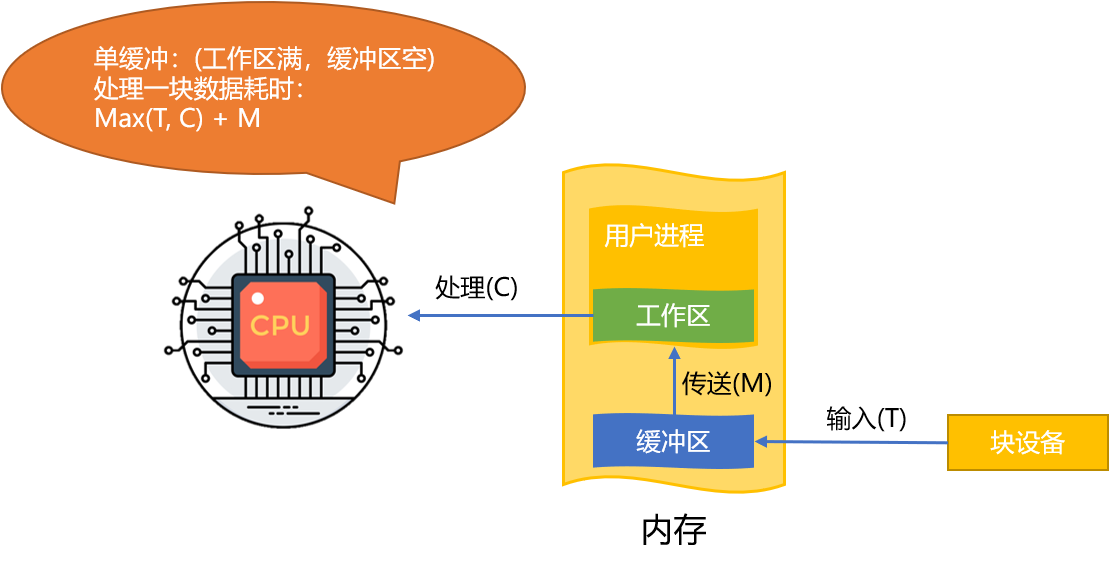 单缓冲：(工作区满，缓冲区空)
处理一块数据耗时：
Max(T, C) + M
用户进程
处理(C)
工作区
CPU
传送(M)
输入(T)
缓冲区
块设备
内存